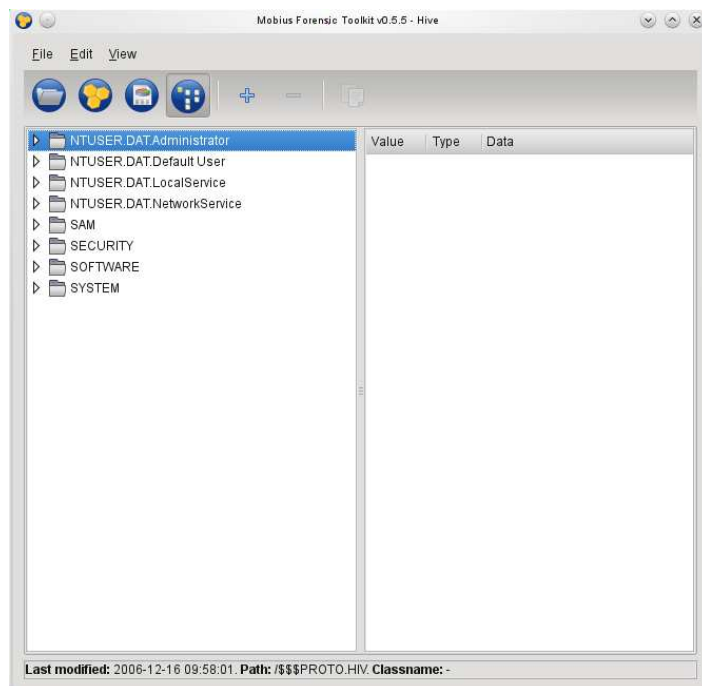 Mobius Forensic Toolkit v0.5.5 - Hive
File Edit View
NTUSER.DAT.Administrator
NTUSER.DAT.Default User
NTUSER.DAT.LocalService
NTUSER.DAT.NetworkService
SAM
SECURITY
SOFTWARE
SYSTEM
Value Type Data
Last modified: 2006-12-16 09:58:01. Path: /$$$PROTO.HIV. Classname: -